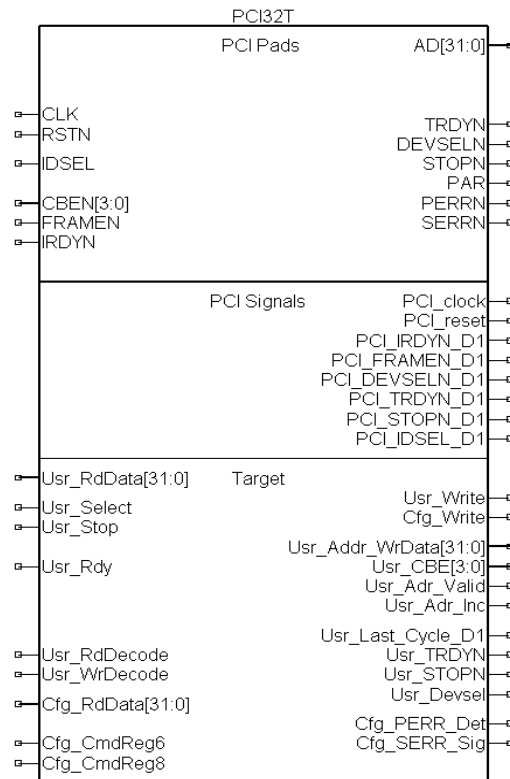 PCI32T
PCI Pads AD[31:0]
CLK
RSTN
IDSEL
CBEN[3:0]
FRAMEN
IRDYN
TRDYN
DEVSELN
STOPN
PAR
PERRN
SERRN
PCI Signals PCI_clock
PCI_reset
PCI_IRDYN_D1
PCI_FRAMEN_D1
PCI_DEVSELN_D1
PCI_TRDYN_D1
PCI_STOPN_D1
PCI_IDSEL_D1
Usr_RdData[31:0] Target
Usr_Select
Usr_Stop
Usr_Rdy
Usr_RdDecode
Usr_WrDecode
Cfg_RdData[31:0]
Cfg_CmdReg6
Cfg_CmdReg8
Usr_Write
Cfg_Write
Usr_Addr_WrData[31:0]
Usr_CBE[3:0]
Usr_Adr_Valid
Usr_Adr_Inc
Usr_Last_Cycle_D1
Usr_TRDYN
Usr_STOPN
Usr_Devsel
Cfg_PERR_Det
Cfg_SERR_Sig